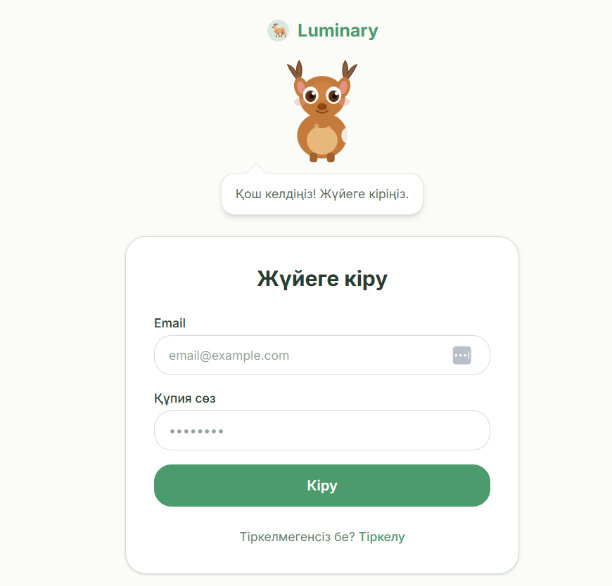 Luminary
Қош келдіңіз! Жүйеге кіріңіз.
Жүйеге кіру
Email
email@example.com
Құпия сөз
Кіру
Тіркелмегенсіз бе? Тіркелу